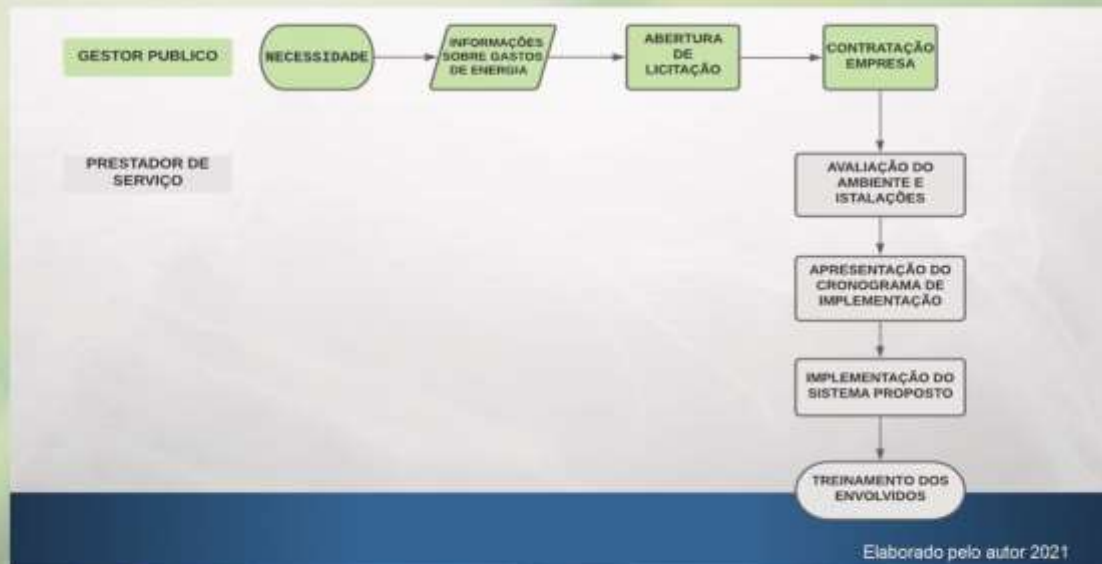 GESTOR PUBLICO
NECESSIDADE
INFORMAÇÕES
SOBRE GASTOS
DE ENERGIA
ABERTURA
DE
LICITAÇÃO
CONTRATAÇÃO
EMPRESA
PRESTADOR DE
SERVIÇO
AVALIAÇÃO DO
AMBIENTE E
ISTALAÇÕES
APRESENTAÇÃO DO
CRONOGRAMA DE
IMPLEMENTAÇÃO
IMPLEMENTAÇÃO DO
SISTEMA PROPOSTO
TREINAMENTO DOS
ENVOLVIDOS
Elaborado pelo autor 2021